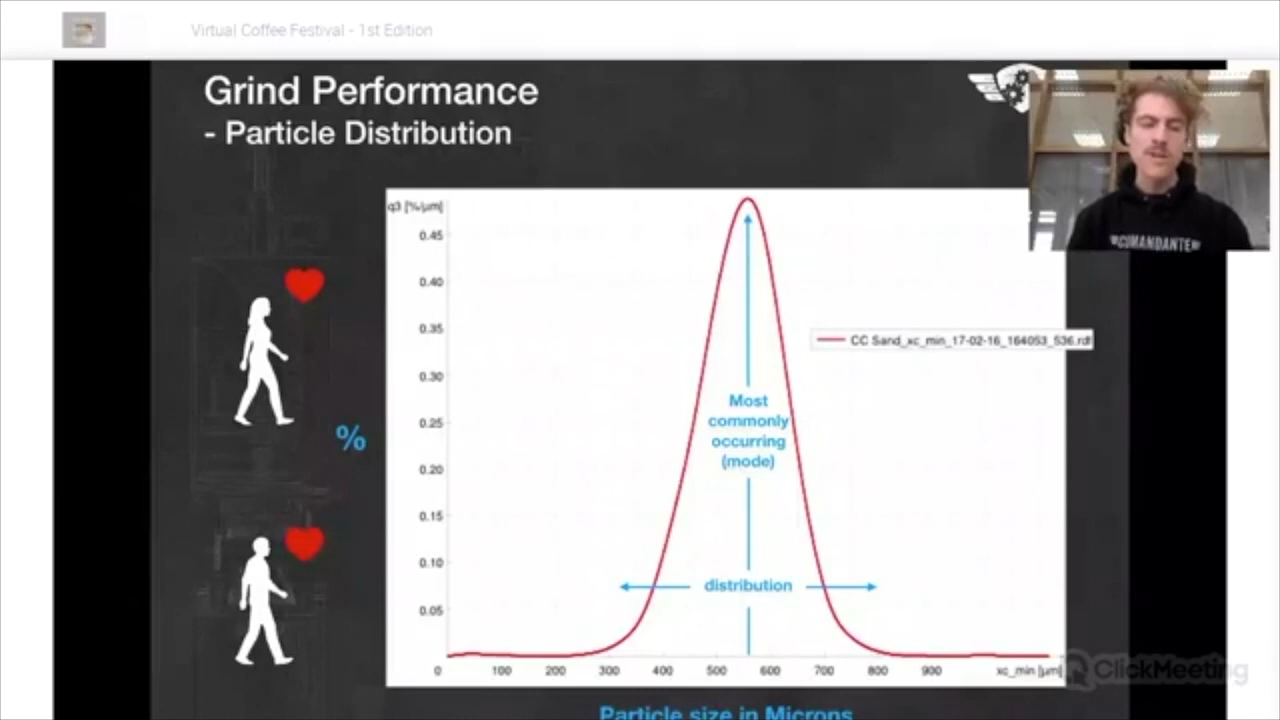 Virtual Coffee Festival - 1st Edition
Grind Performance
- Particle Distribution
COMANDANTE
q3 [%/µm]
0.45
0.40
0.35
CC Sand_xc_min_17-02-16_164053_536.rdf
0.30
Most
commonly
occurring
(mode)
0.25
%
0.20
0.15
0.10
distribution
0.05
0
100
200
300
400
500
600
700
800
900
xc_min [µm]
ClickMeeting
Particle size in Microns